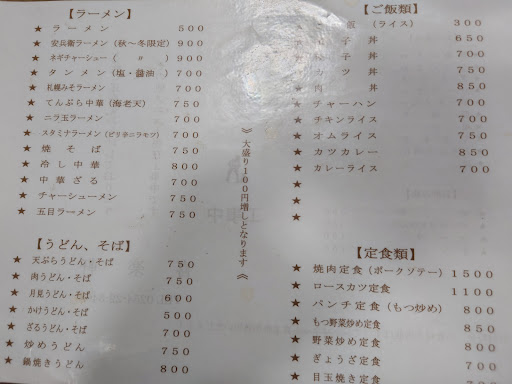 【ラーメン】
★ ラーメン 500
★ 安兵衛ラーメン（秋～冬限定） 900
★ ネギチャーシュー（ 〃 ） 900
★ タンメン（塩・醤油） 700
★ 札幌みそラーメン 700
★ てんぷら中華（海老天） 750
★ ニラ玉ラーメン 700
★ スタミナラーメン（ピリ辛ニラモツ） 700
★ 焼そば 750
★ 冷し中華 800
★ 中華ざる 700
★ チャーシューメン 750
★ 五目ラーメン 750
【うどん、そば】
★ 天ぷらうどん・そば 750
★ 肉うどん・そば 750
★ 月見うどん・そば 600
★ かけうどん・そば 500
★ ざるうどん・そば 700
★ 炒めうどん 750
★ 鍋焼きうどん 800
》大盛り100円増しとなります《
【ご飯類】
飯（ライス） 300
子丼 650
子丼 700
カツ丼 750
★ 肉丼 850
★ チャーハン 700
★ チキンライス 700
★ オムライス 750
★ カツカレー 850
★ カレーライス 700
★
★
【定食類】
★ 焼肉定食（ポークソテー） 1500
★ ロースカツ定食 1100
★ パンチ定食（もつ炒め） 800
★ もつ野菜炒め定食 850
★ 野菜炒め定食 800
★ ぎょうざ定食 700
★ 目玉焼き定食 700